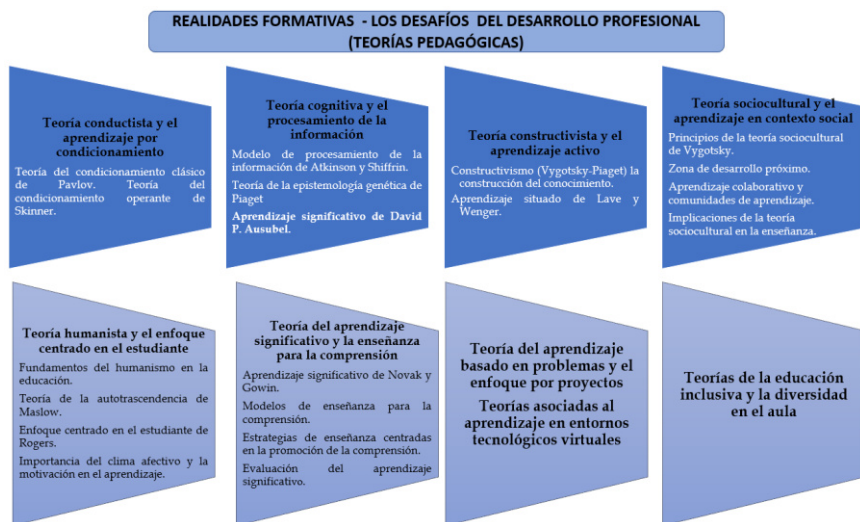 REALIDADES FORMATIVAS - LOS DESAFÍOS DEL DESARROLLO PROFESIONAL
(TEORÍAS PEDAGÓGICAS)
Teoría conductista y el
aprendizaje por
condicionamiento
Teoría del condicionamiento clásico
de Pavlov. Teoría del
condicionamiento operante de
Skinner.
Teoría cognitiva y el
procesamiento de la
información
Modelo de procesamiento de la
información de Atkinson y Shiffrin.
Teoría de la epistemología genética de
Piaget
Aprendizaje significativo de David
P. Ausubel.
Teoría constructivista y el
aprendizaje activo
Constructivismo (Vygotsky-Piaget) la
construcción del conocimiento.
Aprendizaje situado de Lave y
Wenger.
Teoría sociocultural y el
aprendizaje en contexto social
Principios de la teoría sociocultural
de Vygotsky.
Zona de desarrollo próximo.
Aprendizaje colaborativo y
comunidades de aprendizaje.
Implicaciones de la teoría
sociocultural en la enseñanza.
Teoría humanista y el enfoque
centrado en el estudiante
Fundamentos del humanismo en la
educación.
Teoría de la autotrascendencia de
Maslow.
Enfoque centrado en el estudiante de
Rogers.
Importancia del clima afectivo y la
motivación en el aprendizaje.
Teoría del aprendizaje
significativo y la enseñanza
para la comprensión
Aprendizaje significativo de Novak y
Gowin.
Modelos de enseñanza para la
comprensión.
Estrategias de enseñanza centradas
en la promoción de la comprensión.
Evaluación del aprendizaje
significativo.
Teoría del aprendizaje
basado en problemas y el
enfoque por proyectos
Teorías asociadas al
aprendizaje en entornos
tecnológicos virtuales
Teorías de la educación
inclusiva y la diversidad
en el aula